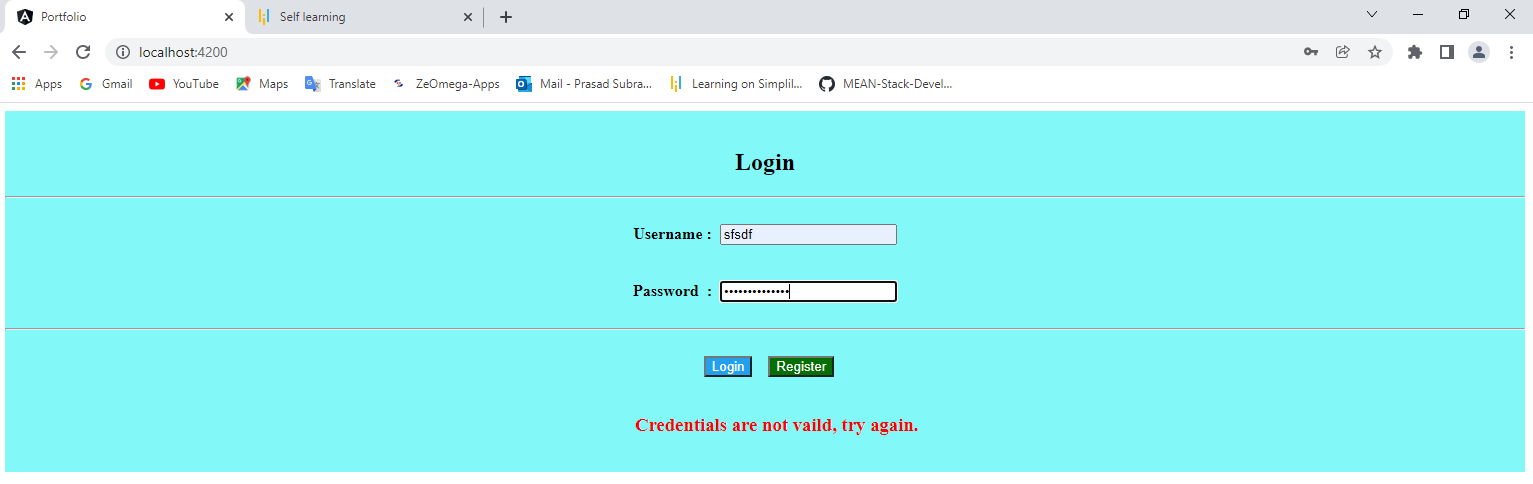 Portfolio
Self learning
localhost:4200
Apps Gmail YouTube Maps Translate ZeOmega-Apps Mail - Prasad Subra... Learning on Simplil... MEAN-Stack-Devel...
Login
Username : sfsdf
Password : ••••••••••••••
Login Register
Credentials are not vaild, try again.